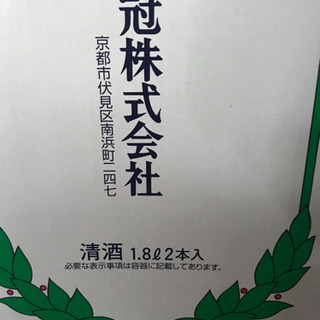 冠株式会社
京都市伏見区南浜町二四七
清酒 1.8ℓ2本入
必要な表示事項は容器に記載してあります。